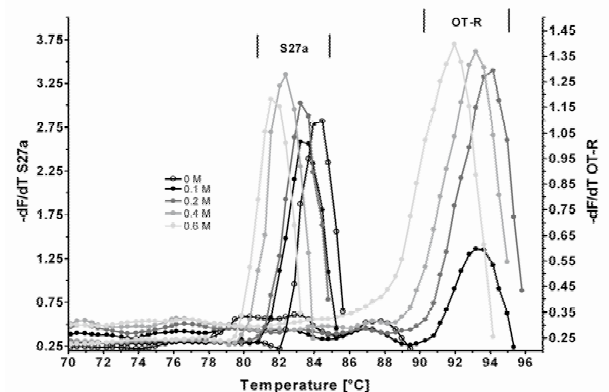 S27a
OT-R
3.75
2.75
2.25
1.75
1.25
0.75
0.25
-dF/dT S27a
0 M
0.1 M
0.2 M
0.4 M
0.6 M
1.45
1.35
1.25
1.15
1.05
0.95
0.85
0.75
0.65
0.55
0.45
0.35
0.25
-dF/dT OT-R
70 72 74 76 78 80 82 84 86 88 90 92 94 96
Temperature [°C]